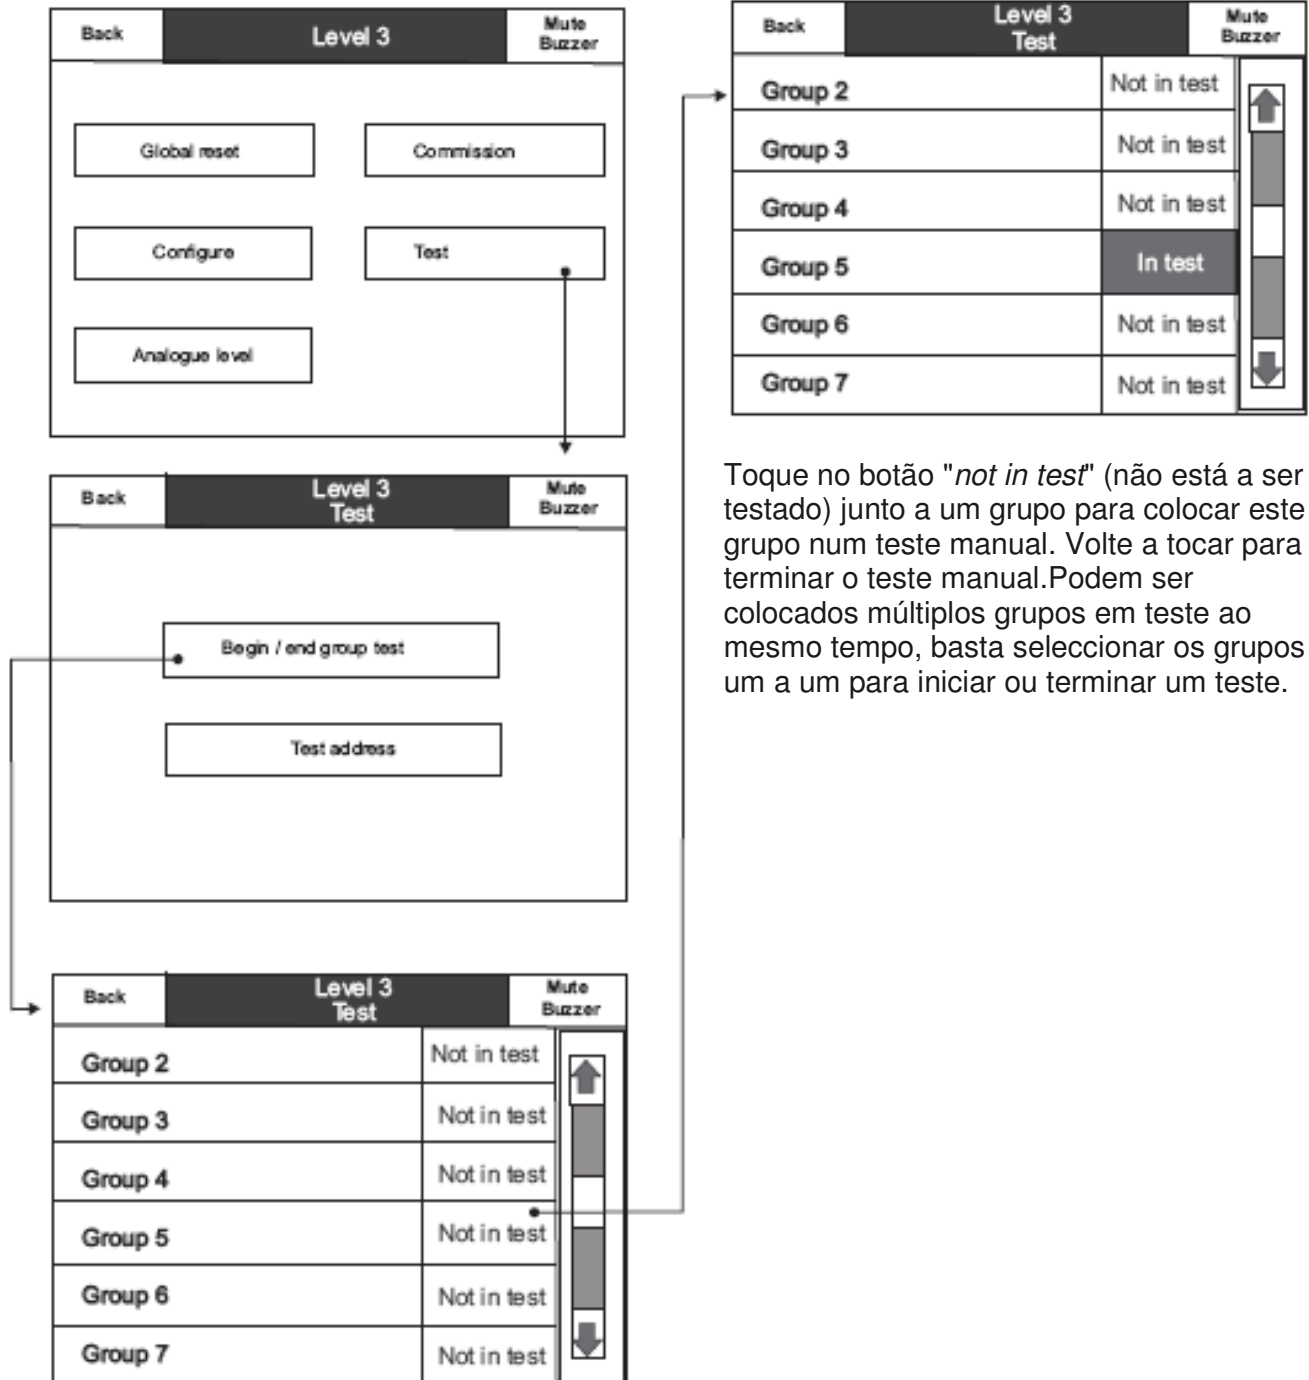 Back
Level 3
Mute
Buzzer
Global reset
Commission
Configure
Test
Analogue level
Back
Level 3
Test
Mute
Buzzer
Begin / end group test
Test address
Back
Level 3
Test
Mute
Buzzer
Group 2 Not in test
Group 3 Not in test
Group 4 Not in test
Group 5 Not in test
Group 6 Not in test
Group 7 Not in test
Back
Level 3
Test
Mute
Buzzer
Group 2 Not in test
Group 3 Not in test
Group 4 Not in test
Group 5 In test
Group 6 Not in test
Group 7 Not in test
Toque no botão "not in test" (não está a ser
testado) junto a um grupo para colocar este
grupo num teste manual. Volte a tocar para
terminar o teste manual.Podem ser
colocados múltiplos grupos em teste ao
mesmo tempo, basta seleccionar os grupos
um a um para iniciar ou terminar um teste.